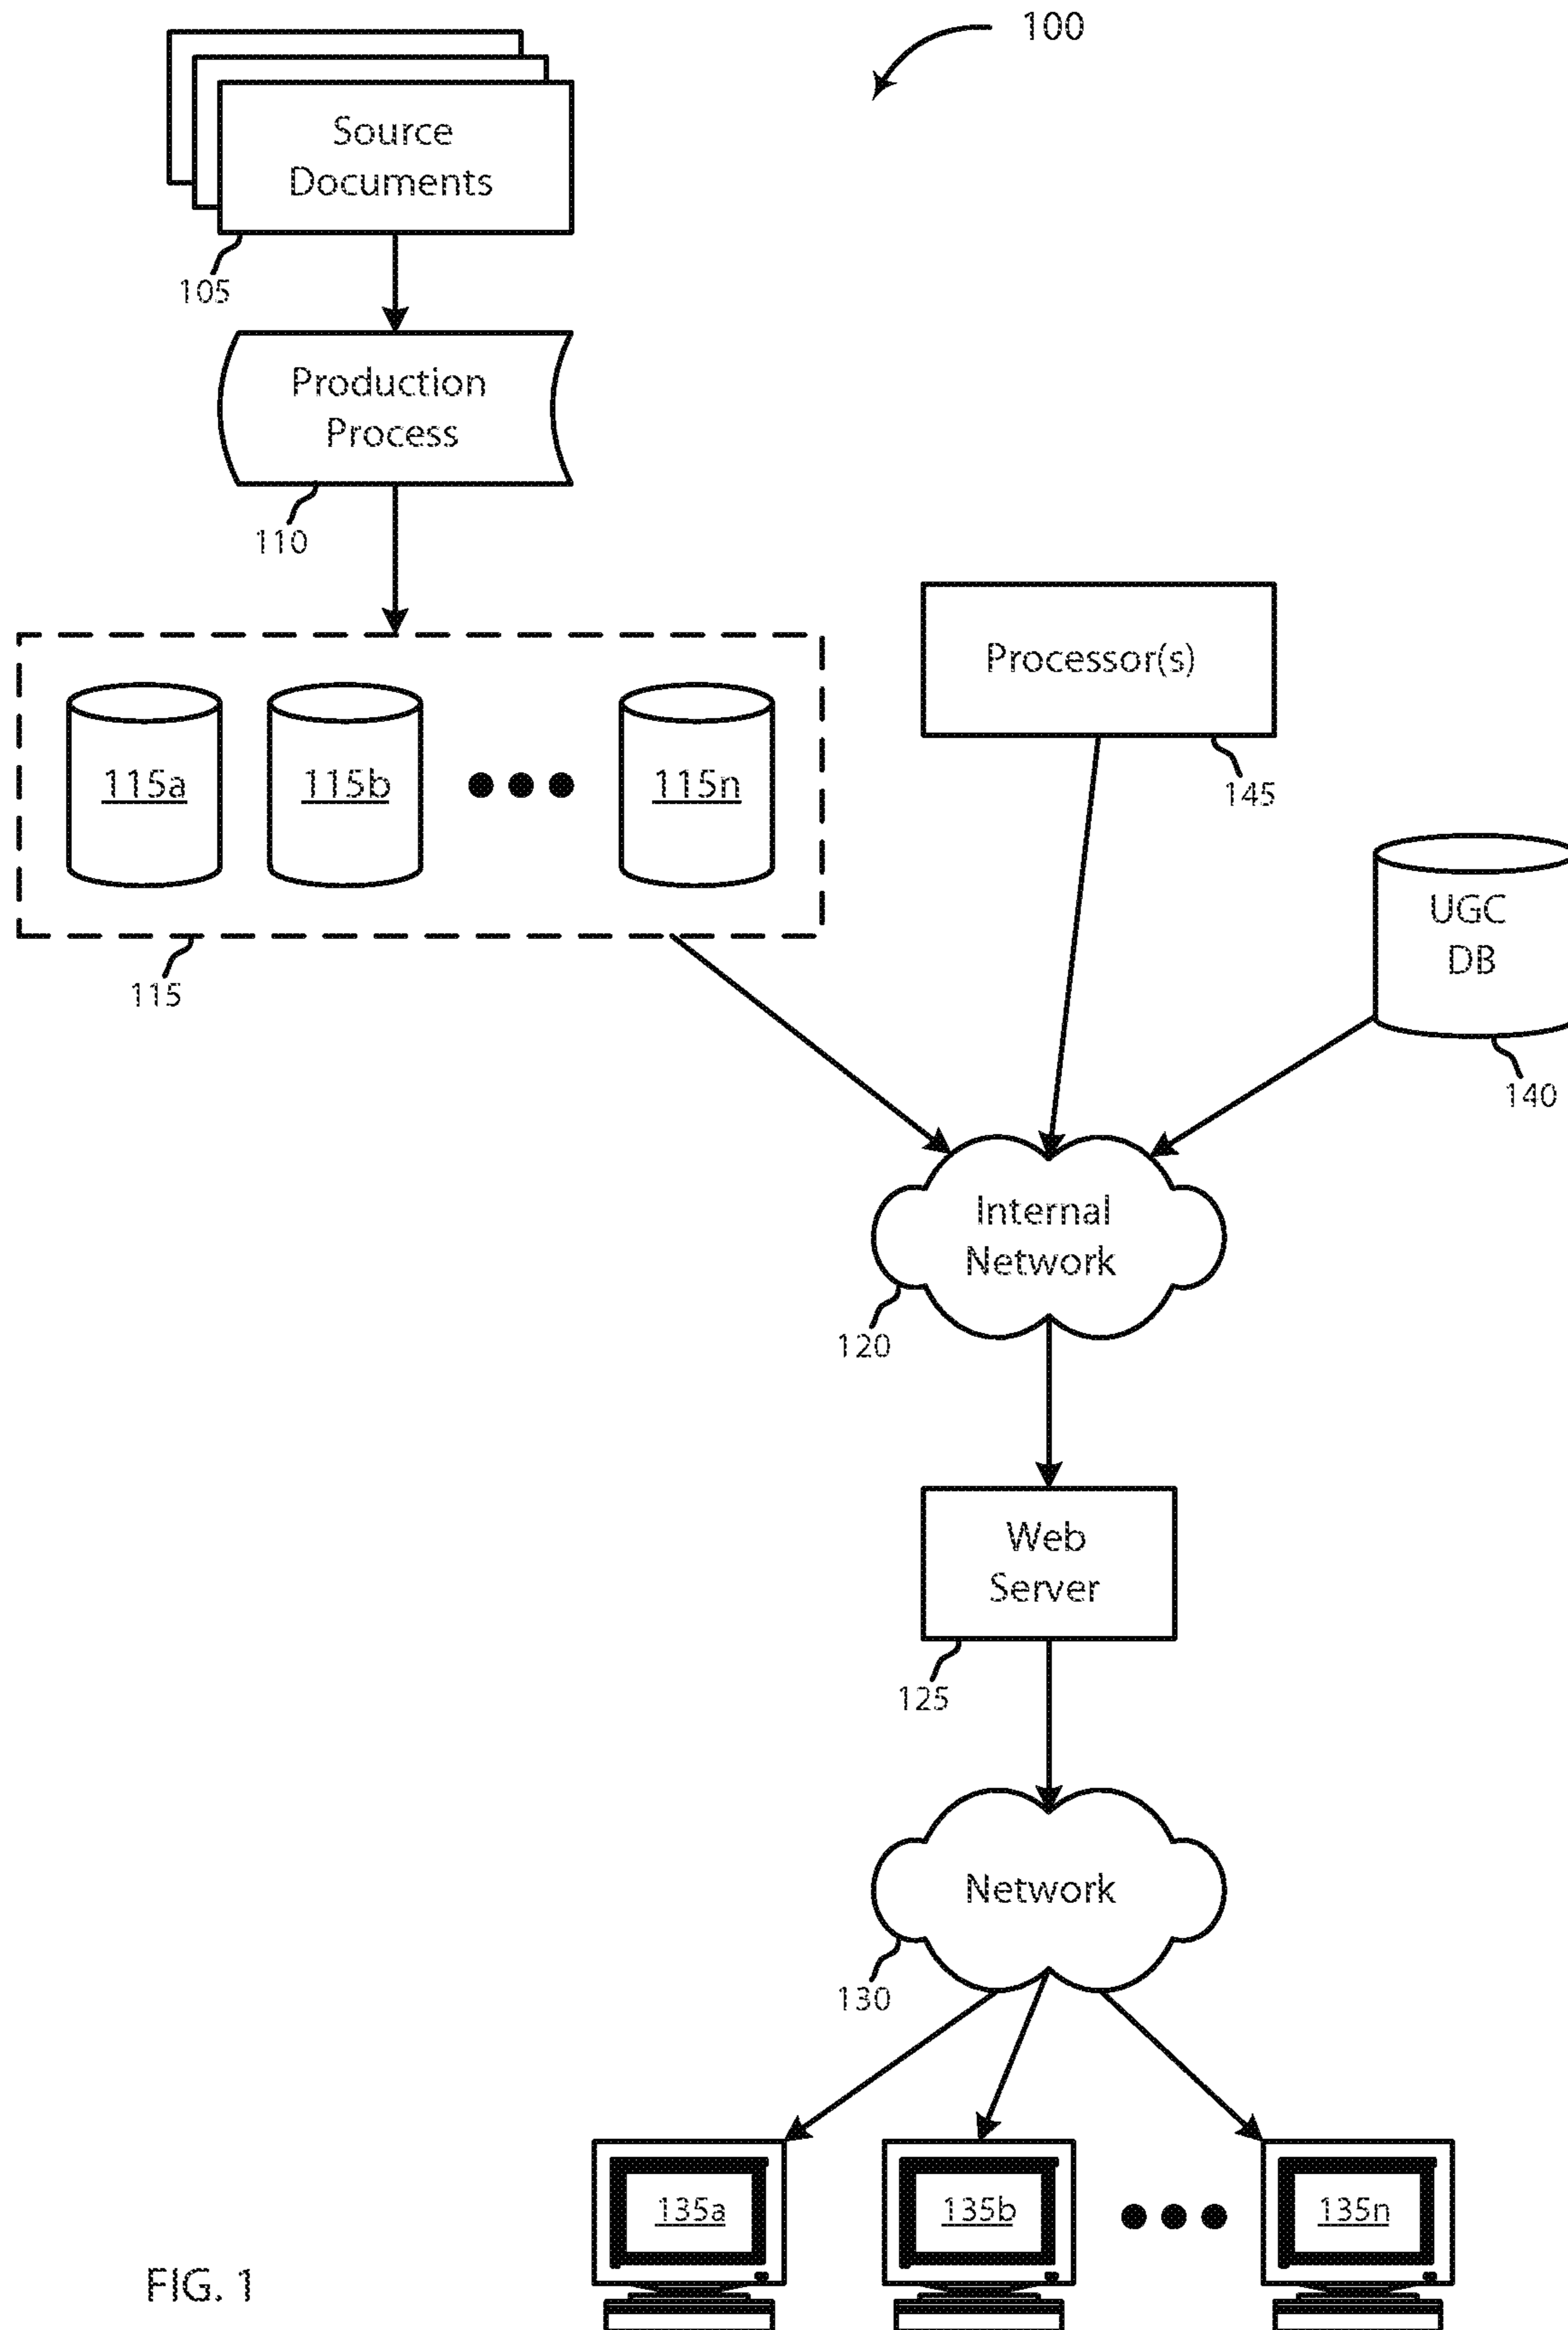 100
Source
Documents
105
Production
Process
110
Processor(s)
145
115a 115b 115n
115
UGC
DB
140
Internal
Network
120
Web
Server
125
Network
130
135a 135b 135n
FIG. 1